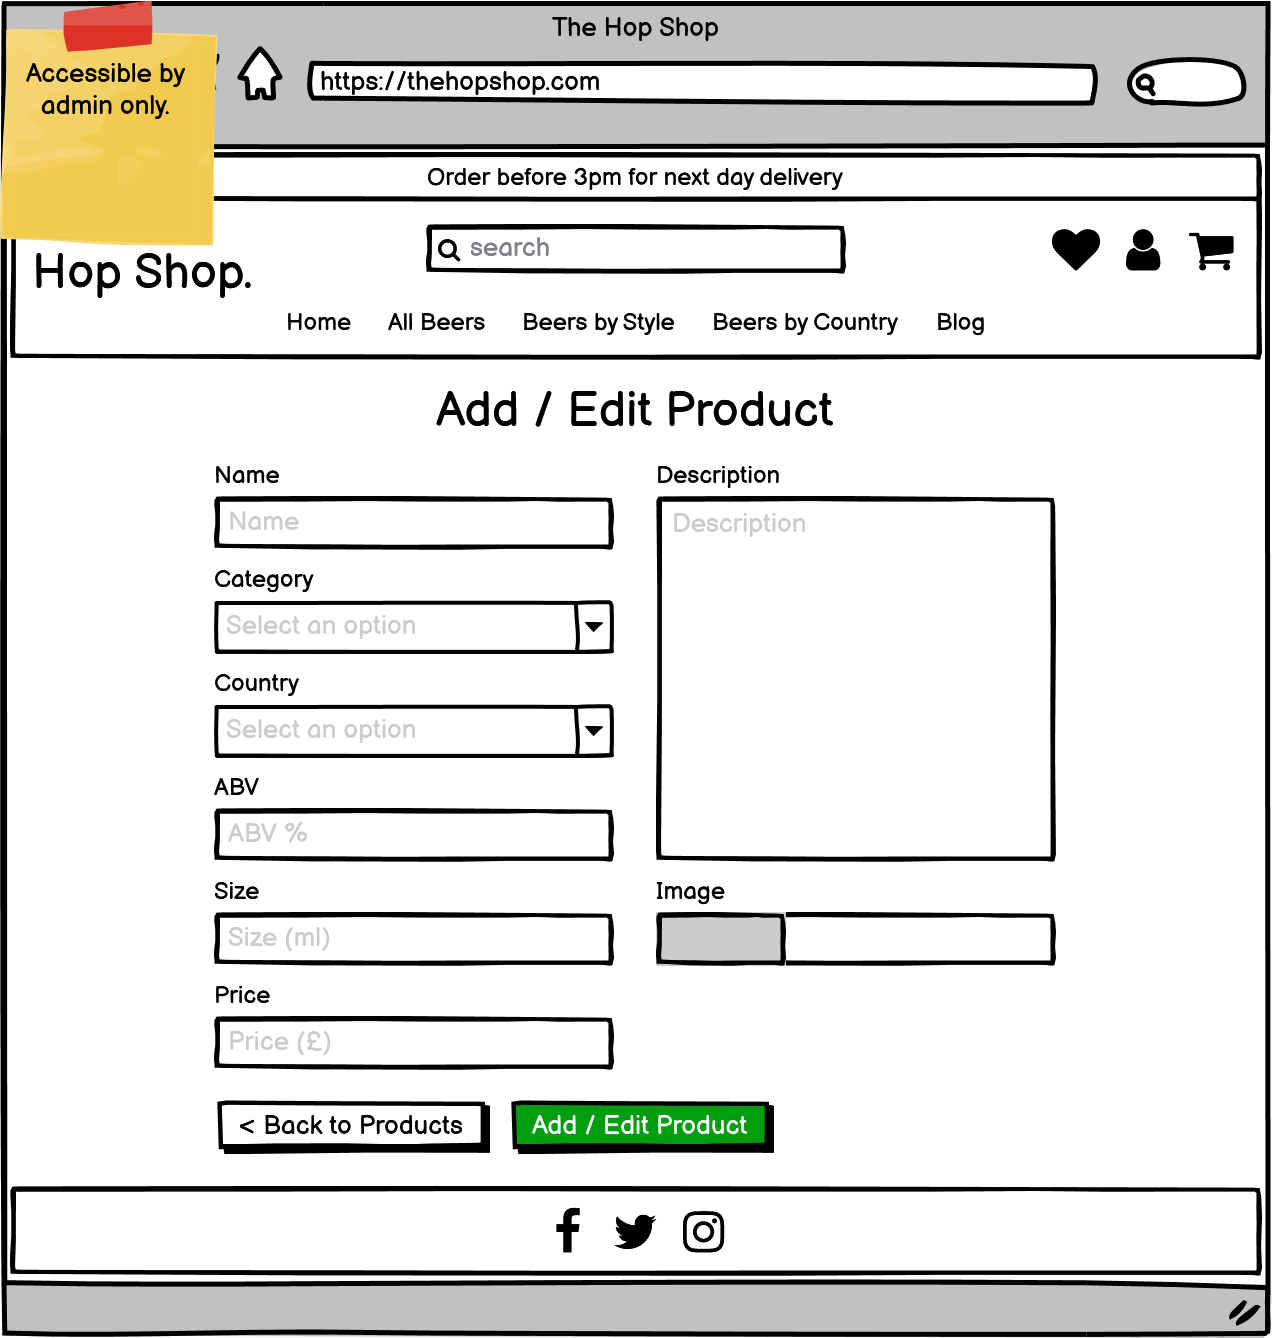 The Hop Shop
Accessible by
admin only.
https://thehopshop.com
Order before 3pm for next day delivery
search
Hop Shop.
Home All Beers Beers by Style Beers by Country Blog
Add / Edit Product
Name
Name
Category
Select an option
Country
Select an option
ABV
ABV %
Size
Size (ml)
Price
Price (£)
Description
Description
Image
< Back to Products Add / Edit Product